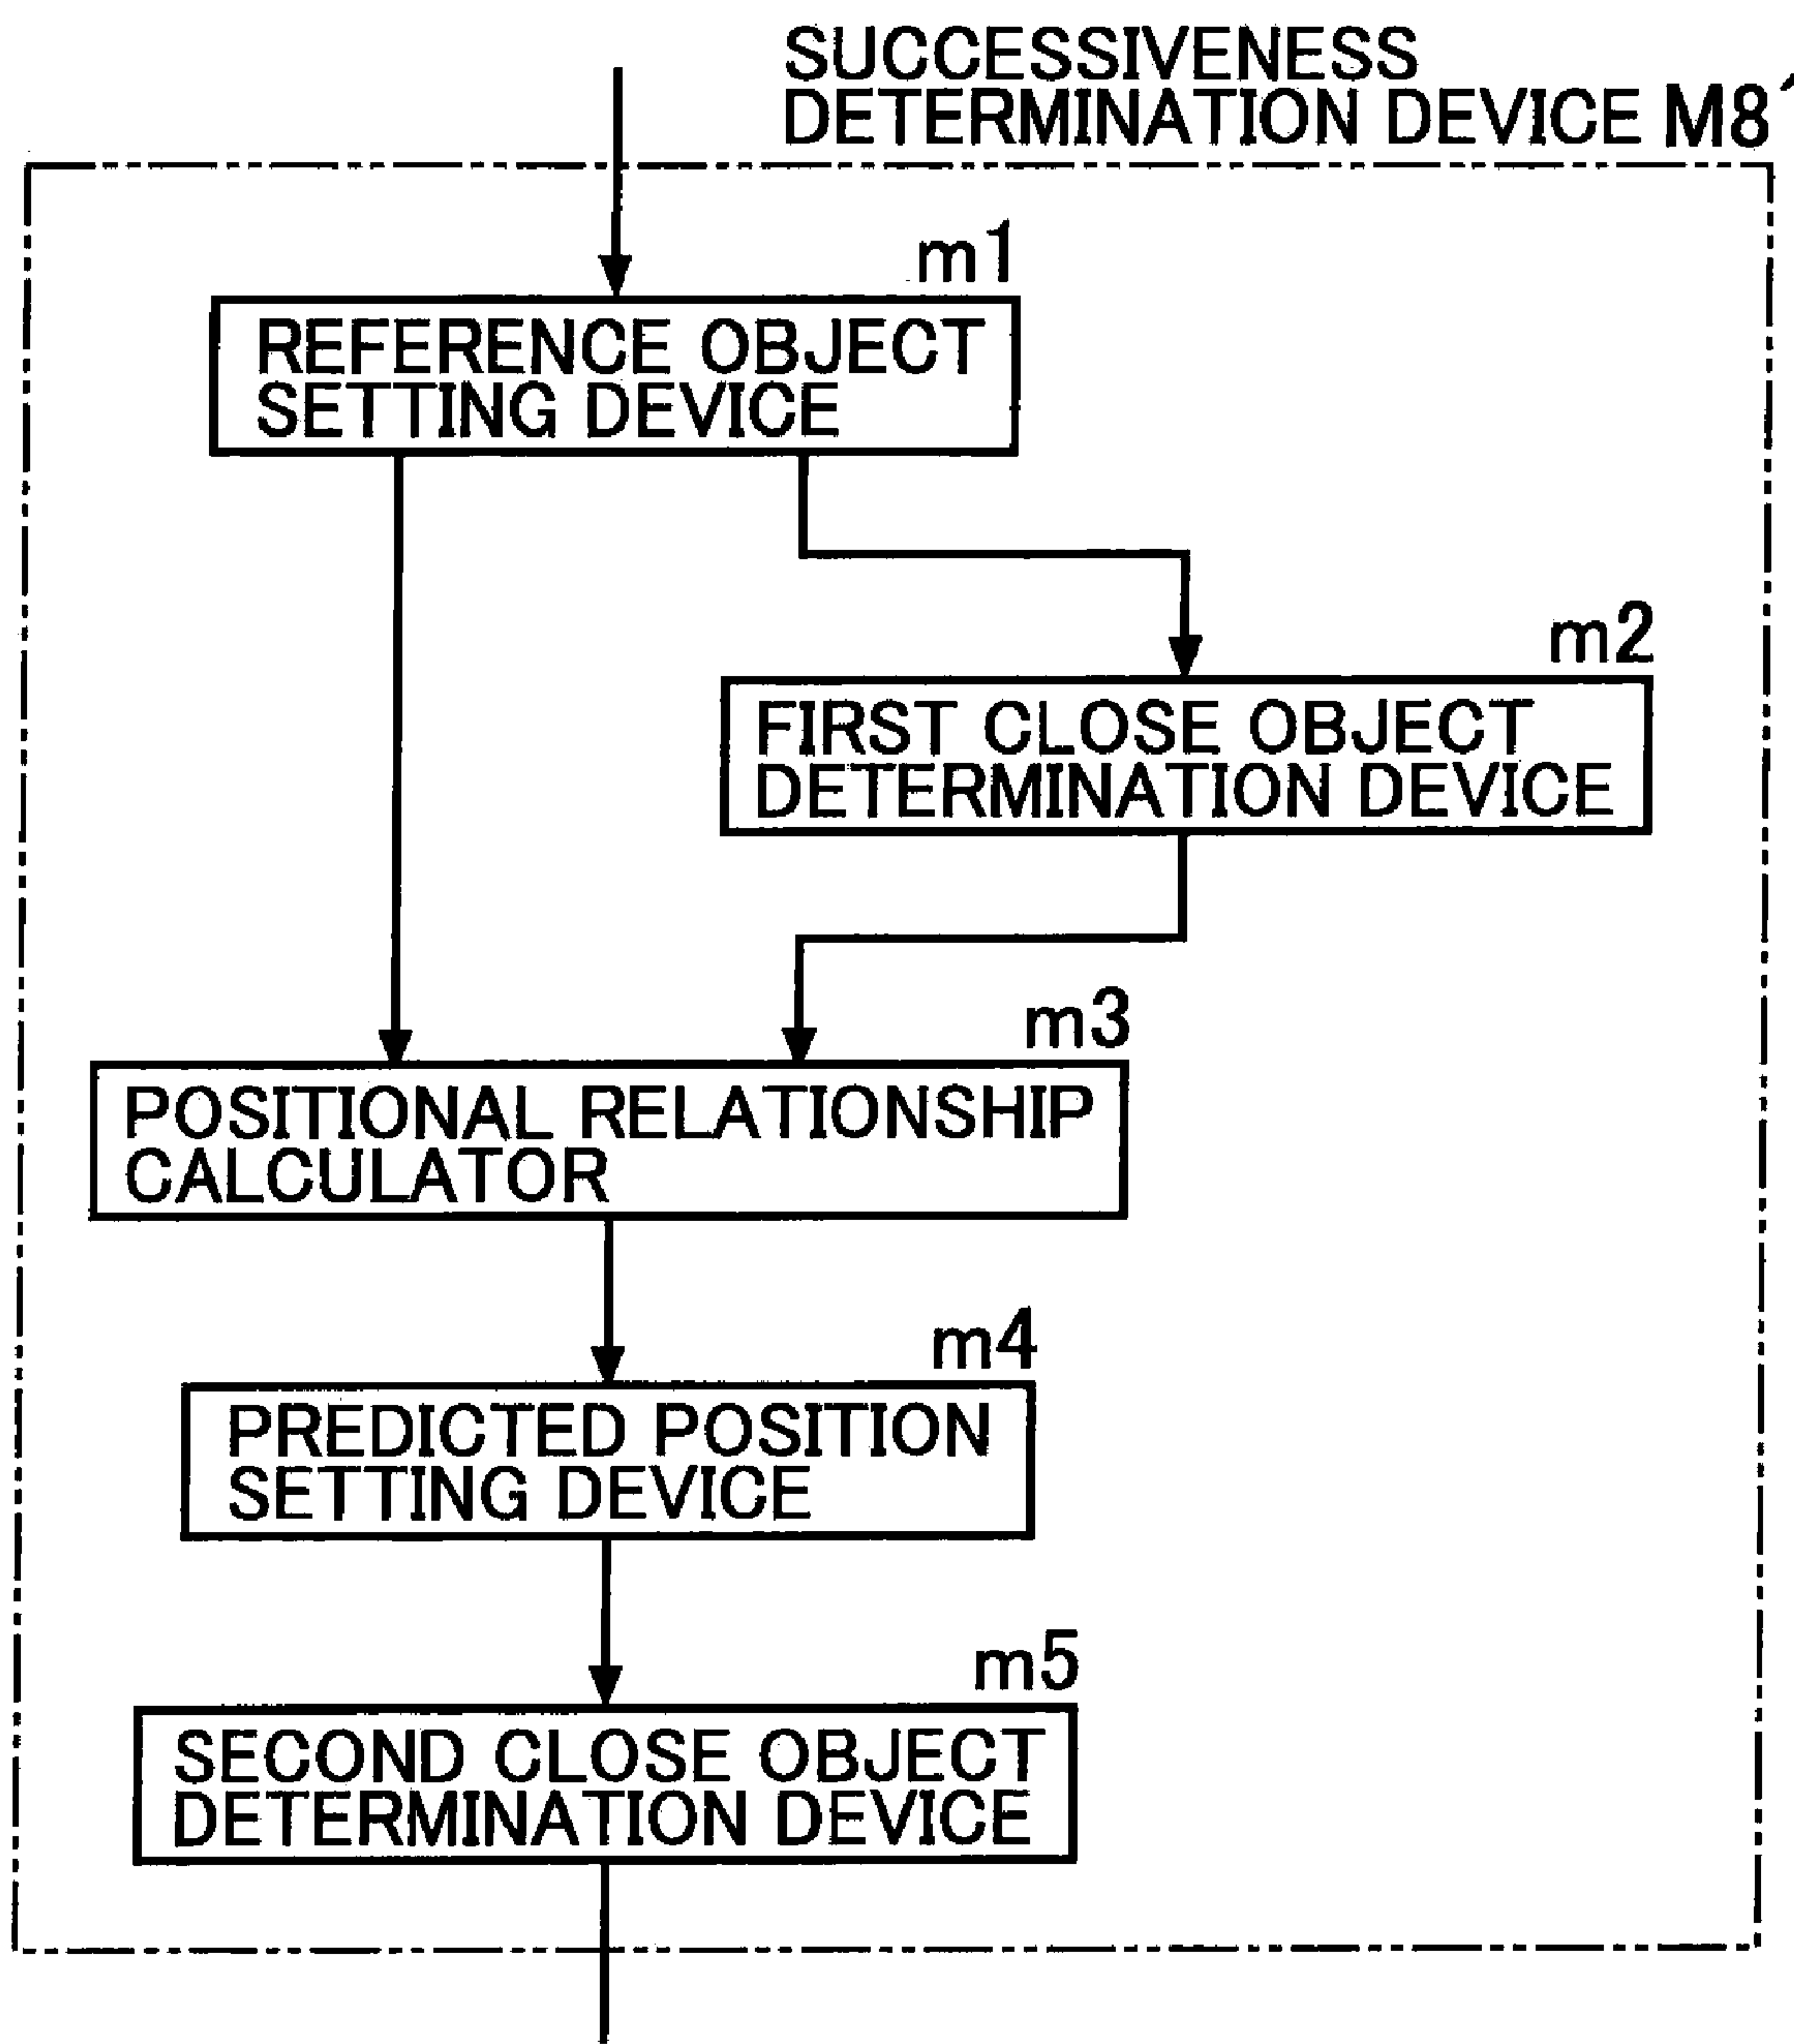 SUCCESSIVENESS
DETERMINATION DEVICE M8´
m1
REFERENCE OBJECT
SETTING DEVICE
m2
FIRST CLOSE OBJECT
DETERMINATION DEVICE
m3
POSITIONAL RELATIONSHIP
CALCULATOR
m4
PREDICTED POSITION
SETTING DEVICE
m5
SECOND CLOSE OBJECT
DETERMINATION DEVICE